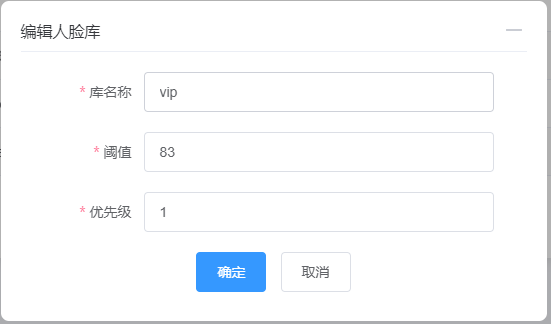 编辑人脸库
* 库名称 vip
* 阈值 83
* 优先级 1
确定 取消